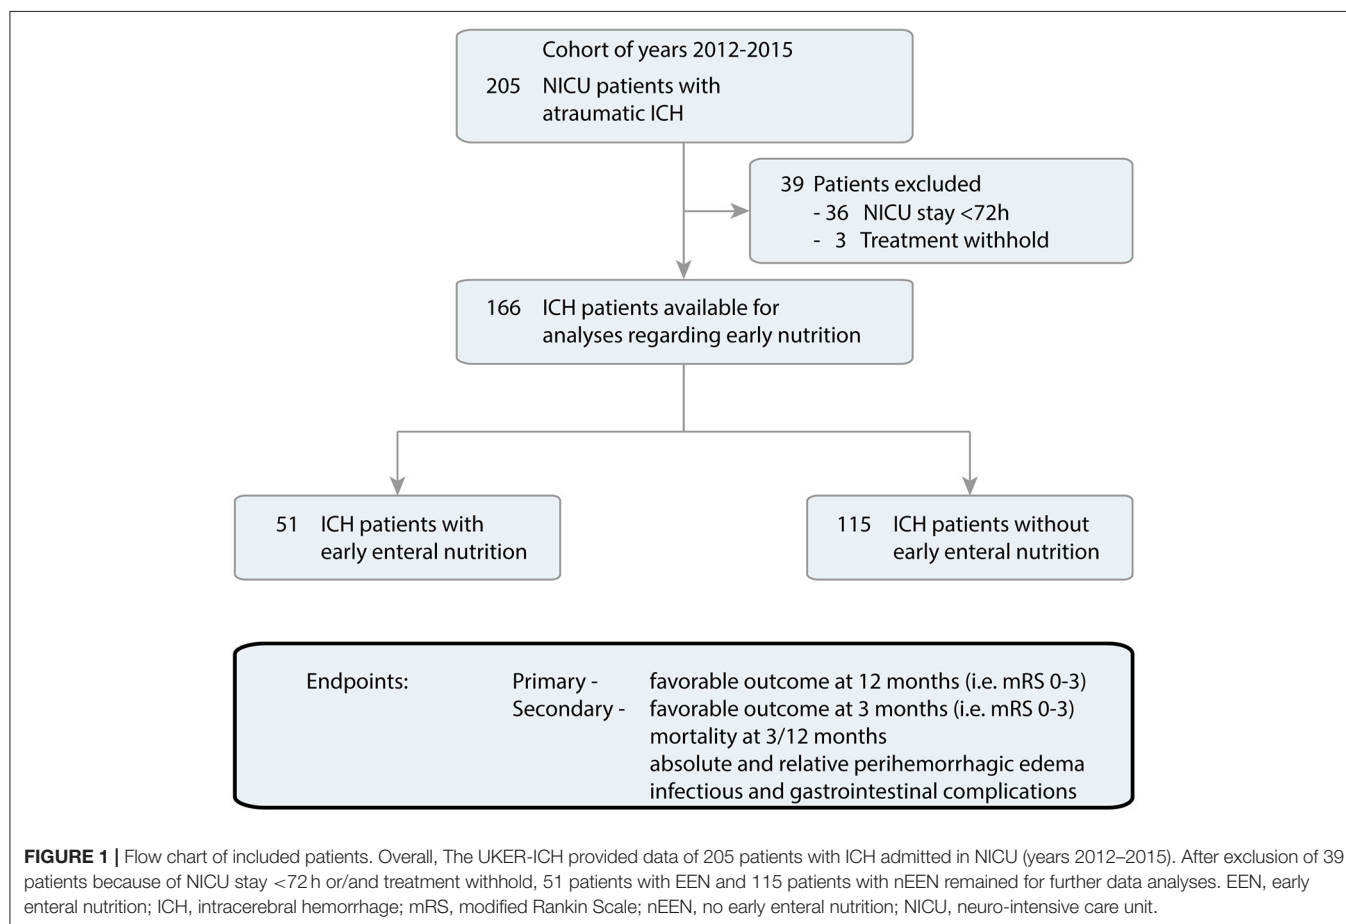 Cohort of years 2012-2015
205 NICU patients with
atraumatic ICH
39 Patients excluded
- 36 NICU stay <72h
- 3 Treatment withhold
166 ICH patients available for
analyses regarding early nutrition
51 ICH patients with
early enteral nutrition
115 ICH patients without
early enteral nutrition
Endpoints: Primary - favorable outcome at 12 months (i.e. mRS 0-3)
Secondary - favorable outcome at 3 months (i.e. mRS 0-3)
mortality at 3/12 months
absolute and relative perihemorrhagic edema
infectious and gastrointestinal complications
FIGURE 1 | Flow chart of included patients. Overall, The UKER-ICH provided data of 205 patients with ICH admitted in NICU (years 2012–2015). After exclusion of 39
patients because of NICU stay <72 h or/and treatment withhold, 51 patients with EEN and 115 patients with nEEN remained for further data analyses. EEN, early
enteral nutrition; ICH, intracerebral hemorrhage; mRS, modified Rankin Scale; nEEN, no early enteral nutrition; NICU, neuro-intensive care unit.